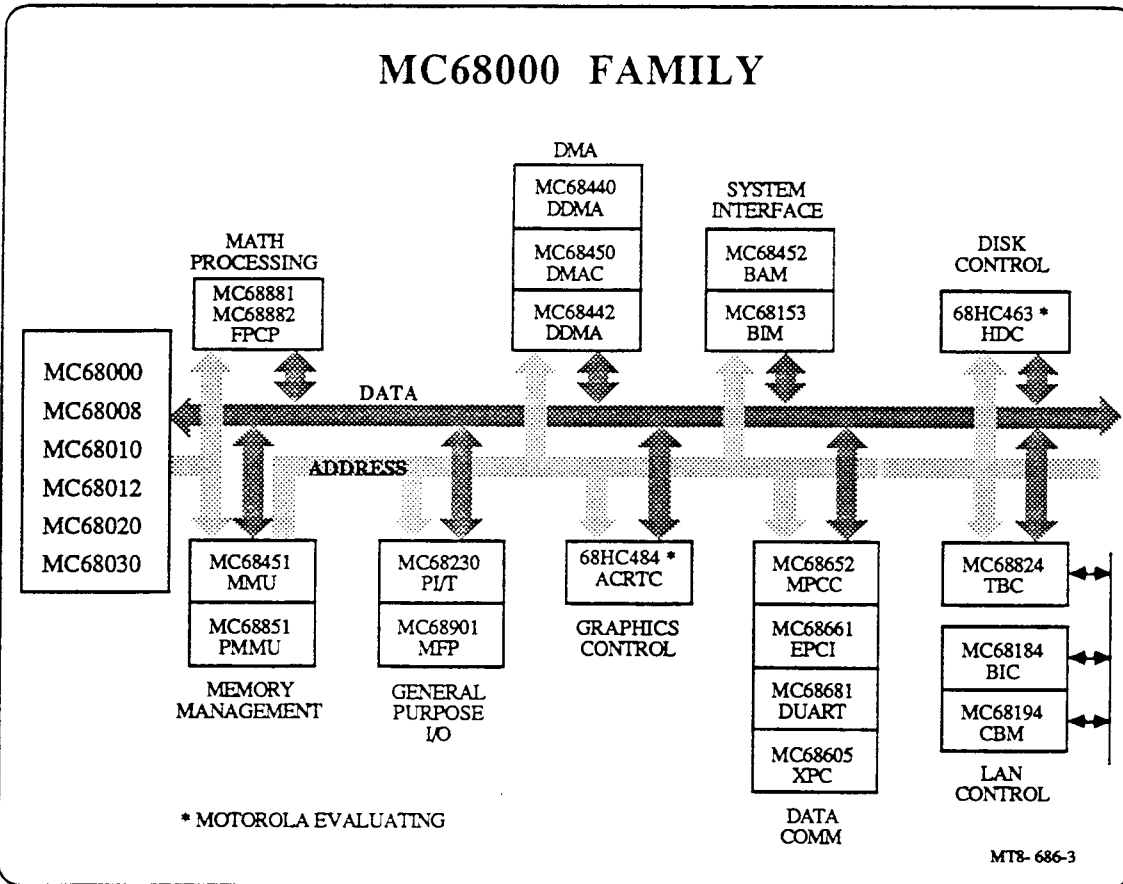 MC68000 FAMILY
DMA
MC68440
DDMA
MC68450
DMAC
MC68442
DDMA
SYSTEM
INTERFACE
MC68452
BAM
MC68153
BIM
MATH
PROCESSING
MC68881
MC68882
FPCP
DISK
CONTROL
68HC463 *
HDC
MC68000
MC68008
MC68010
MC68012
MC68020
MC68030
DATA
ADDRESS
MC68451
MMU
MC68851
PMMU
MEMORY
MANAGEMENT
MC68230
PI/T
MC68901
MFP
GENERAL
PURPOSE
I/O
68HC484 *
ACRTC
GRAPHICS
CONTROL
MC68652
MPCC
MC68661
EPCI
MC68681
DUART
MC68605
XPC
DATA
COMM
MC68824
TBC
MC68184
BIC
MC68194
CBM
LAN
CONTROL
* MOTOROLA EVALUATING
MT8-686-3